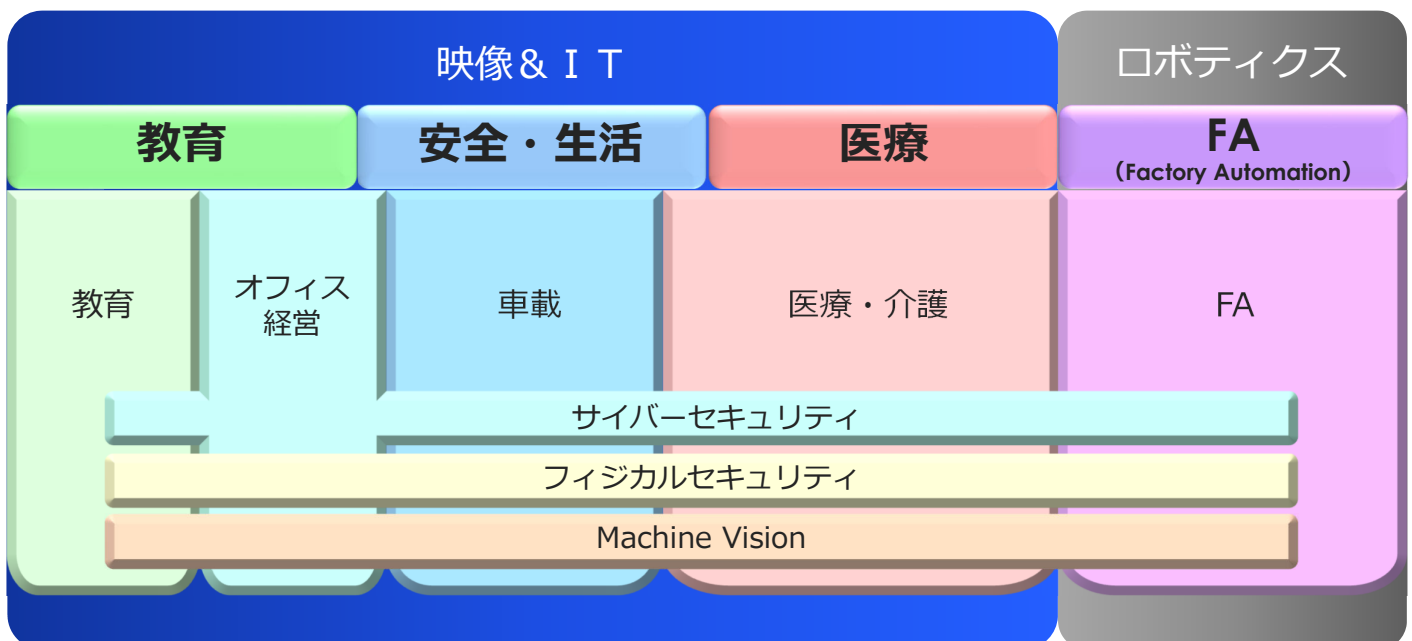 映像＆ＩＴ
ロボティクス
教育
安全・生活
医療
FA
（Factory Automation）
教育
オフィス
経営
車載
医療・介護
FA
サイバーセキュリティ
フィジカルセキュリティ
Machine Vision